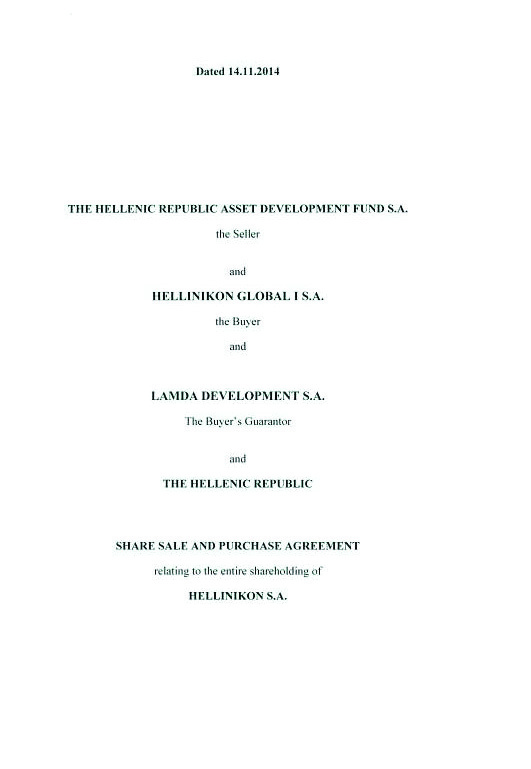 Dated 14.11.2014
THE HELLENIC REPUBLIC ASSET DEVELOPMENT FUND S.A.
the Seller
and
HELLINIKON GLOBAL I S.A.
the Buyer
and
LAMDA DEVELOPMENT S.A.
The Buyer's Guarantor
and
THE HELLENIC REPUBLIC
SHARE SALE AND PURCHASE AGREEMENT
relating to the entire shareholding of
HELLINIKON S.A.